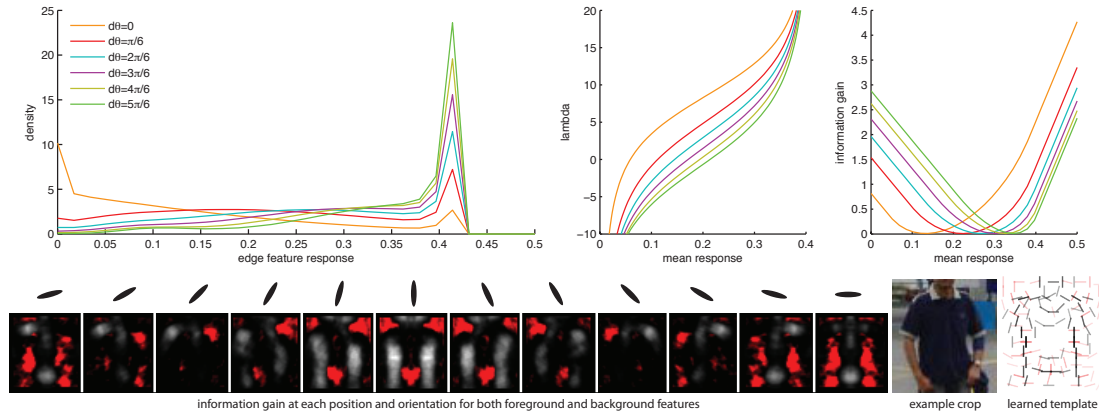 25
20
15
10
5
0
density
dθ=0
dθ=π/6
dθ=2π/6
dθ=3π/6
dθ=4π/6
dθ=5π/6
0 0.05 0.1 0.15 0.2 0.25 0.3 0.35 0.4 0.45 0.5
edge feature response
20
15
10
5
0
−5
−10
lambda
0 0.1 0.2 0.3 0.4
mean response
4.5
4
3.5
3
2.5
2
1.5
1
0.5
0
information gain
0 0.1 0.2 0.3 0.4 0.5
mean response
information gain at each position and orientation for both foreground and background features
example crop
learned template